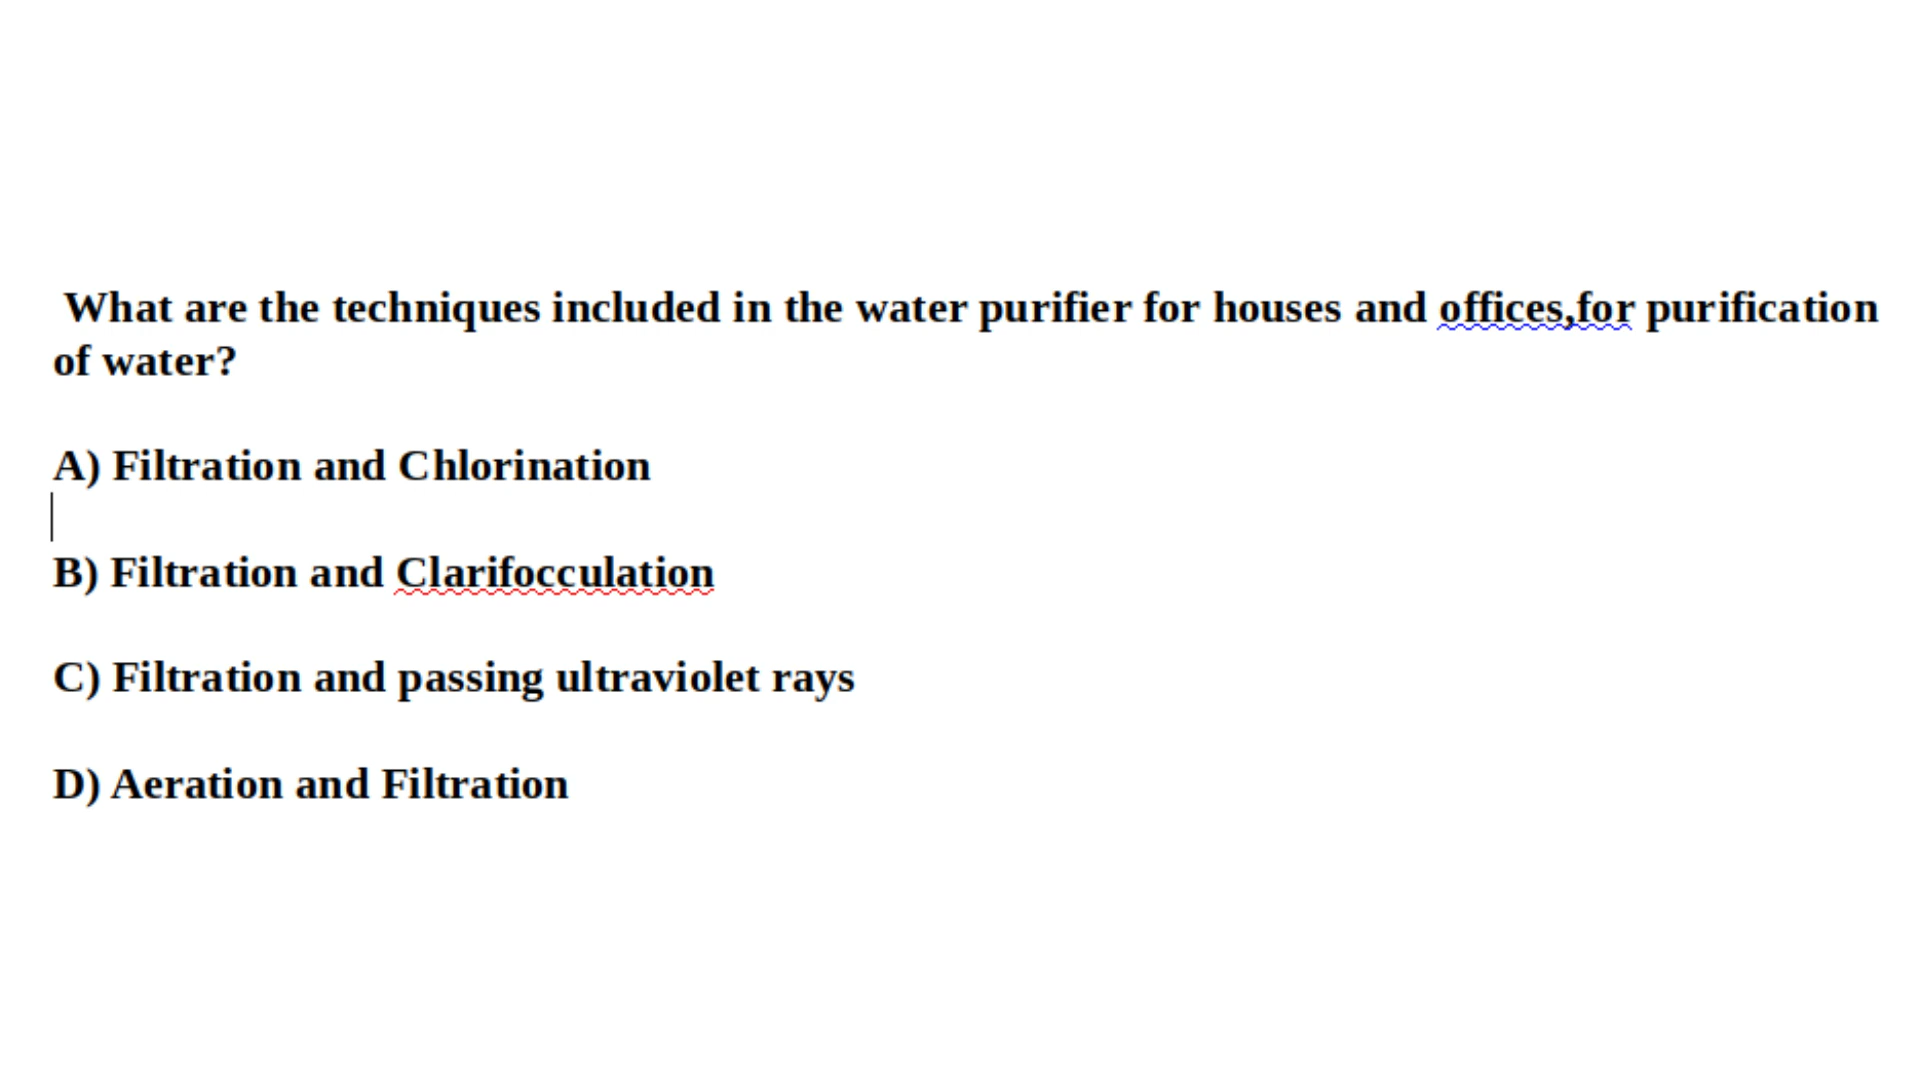 What are the techniques included in the water purifier for houses and offices,for purification
of water?
A) Filtration and Chlorination
B) Filtration and Clarifocculation
C) Filtration and passing ultraviolet rays
D) Aeration and Filtration